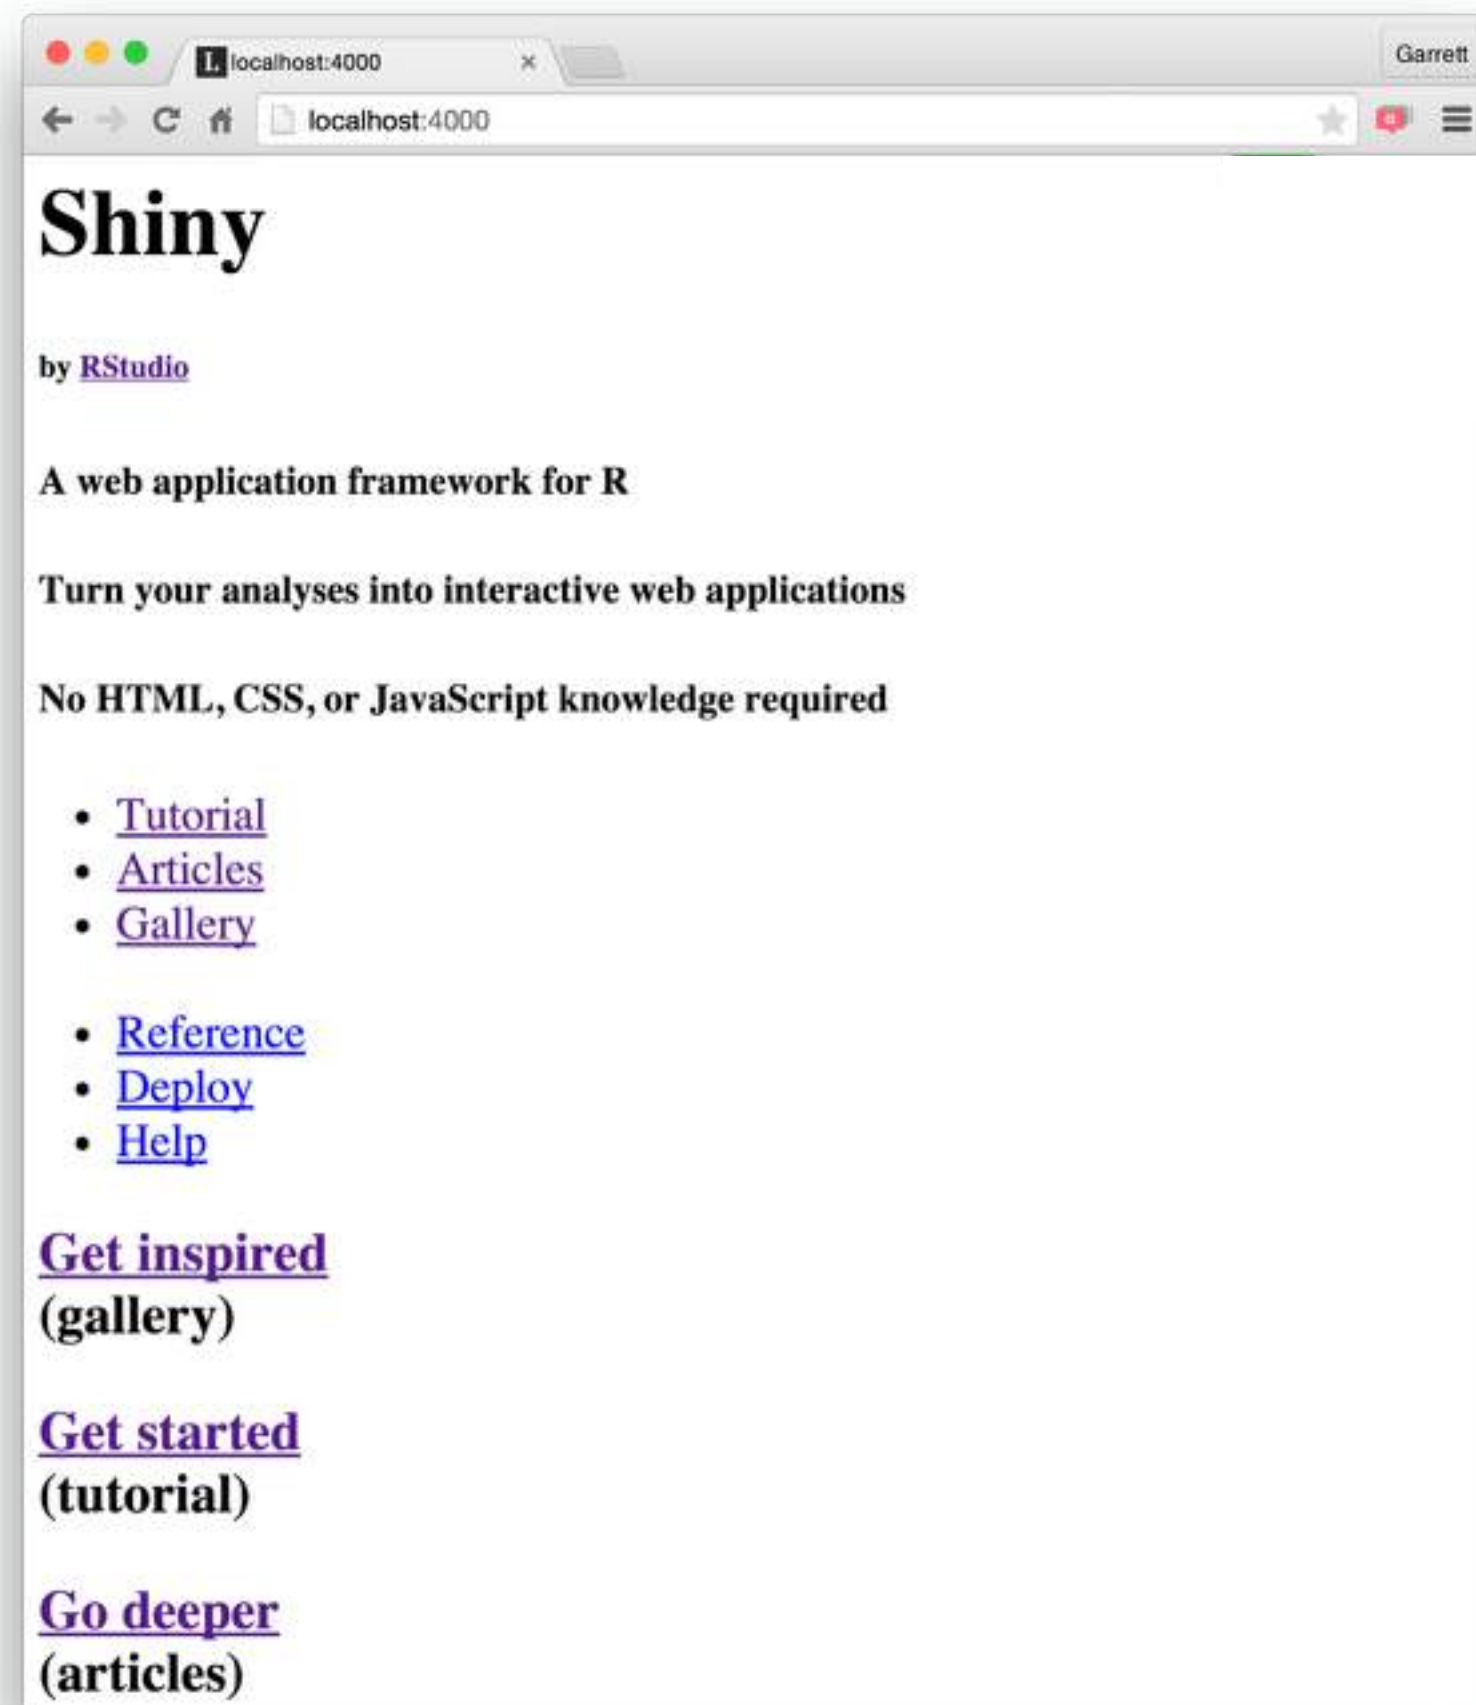 localhost:4000
Garrett
localhost:4000
Shiny
by RStudio
A web application framework for R
Turn your analyses into interactive web applications
No HTML, CSS, or JavaScript knowledge required
Tutorial
Articles
Gallery
Reference
Deploy
Help
Get inspired
(gallery)
Get started
(tutorial)
Go deeper
(articles)